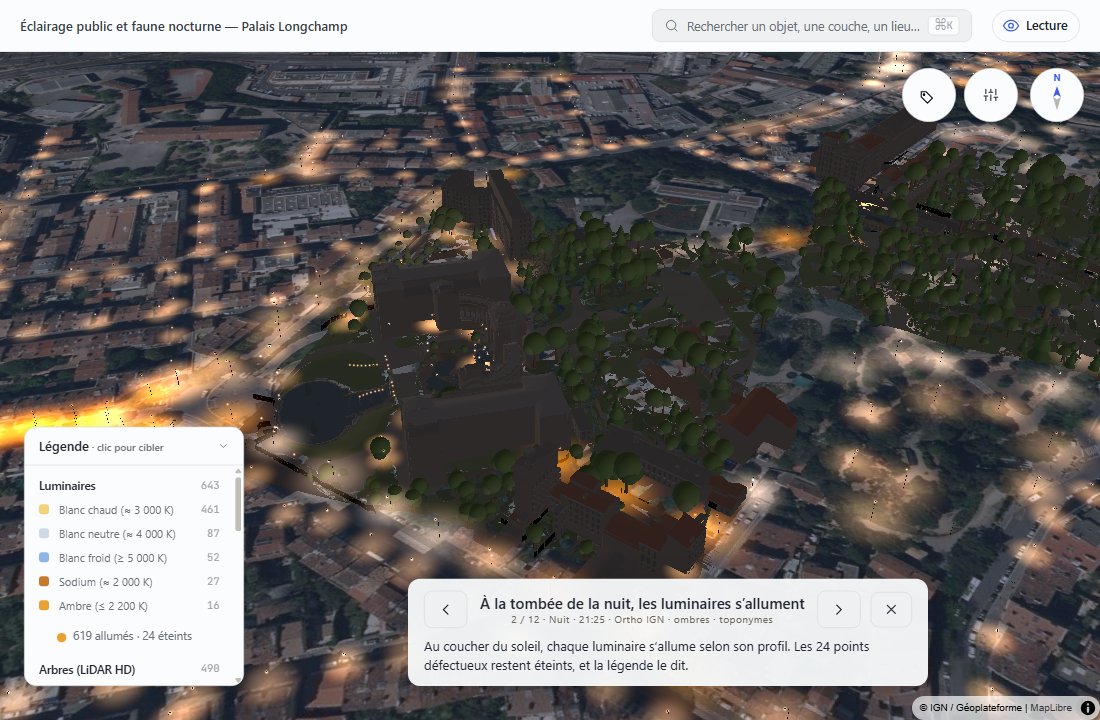 Éclairage public et faune nocturne — Palais Longchamp
Rechercher un objet, une couche, un lieu... ⌘K
Lecture
N
Légende · clic pour cibler
Luminaires 643
Blanc chaud (≈ 3 000 K) 461
Blanc neutre (≈ 4 000 K) 87
Blanc froid (≥ 5 000 K) 52
Sodium (≈ 2 000 K) 27
Ambre (≤ 2 200 K) 16
619 allumés · 24 éteints
Arbres (LiDAR HD) 490
À la tombée de la nuit, les luminaires s’allument
2 / 12 · Nuit · 21:25 · Ortho IGN · ombres · toponymes
Au coucher du soleil, chaque luminaire s’allume selon son profil. Les 24 points
défectueux restent éteints, et la légende le dit.
© IGN / Géoplateforme | MapLibre